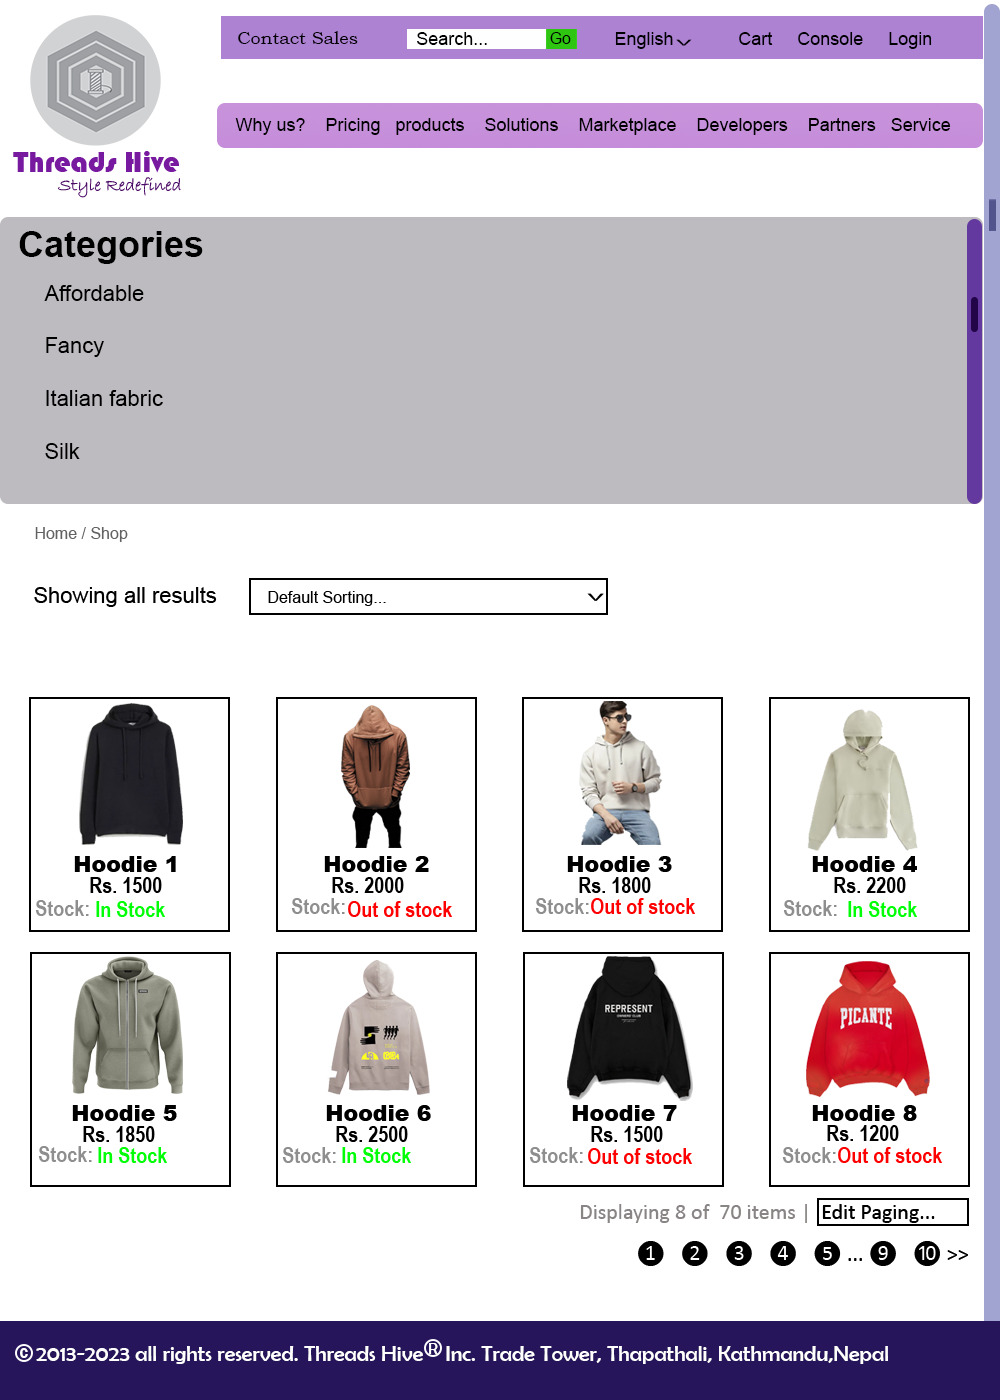 Contact Sales Search... Go English Cart Console Login
Why us? Pricing products Solutions Marketplace Developers Partners Service
Threads Hive
Style Redefined
Categories
Affordable
Fancy
Italian fabric
Silk
Home / Shop
Showing all results Default Sorting...
Hoodie 1
Rs. 1500
Stock: In Stock
Hoodie 2
Rs. 2000
Stock: Out of stock
Hoodie 3
Rs. 1800
Stock: Out of stock
Hoodie 4
Rs. 2200
Stock: In Stock
Hoodie 5
Rs. 1850
Stock: In Stock
Hoodie 6
Rs. 2500
Stock: In Stock
REPRESENT
Hoodie 7
Rs. 1500
Stock: Out of stock
PICANTE
Hoodie 8
Rs. 1200
Stock: Out of stock
Displaying 8 of 70 items | Edit Paging...
1 2 3 4 5 ... 9 10 >>
©2013-2023 all rights reserved. Threads Hive® Inc. Trade Tower, Thapathali, Kathmandu,Nepal